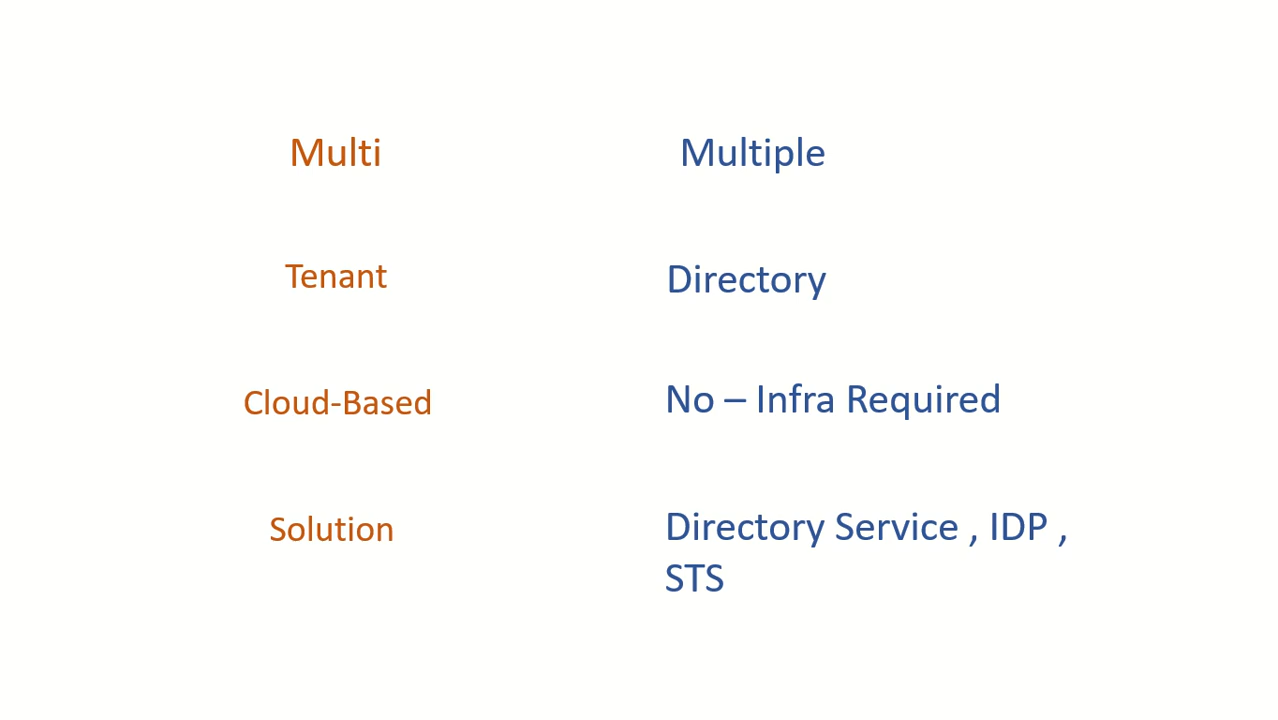 Multi
Multiple
Tenant
Directory
Cloud-Based
No – Infra Required
Solution
Directory Service , IDP ,
STS